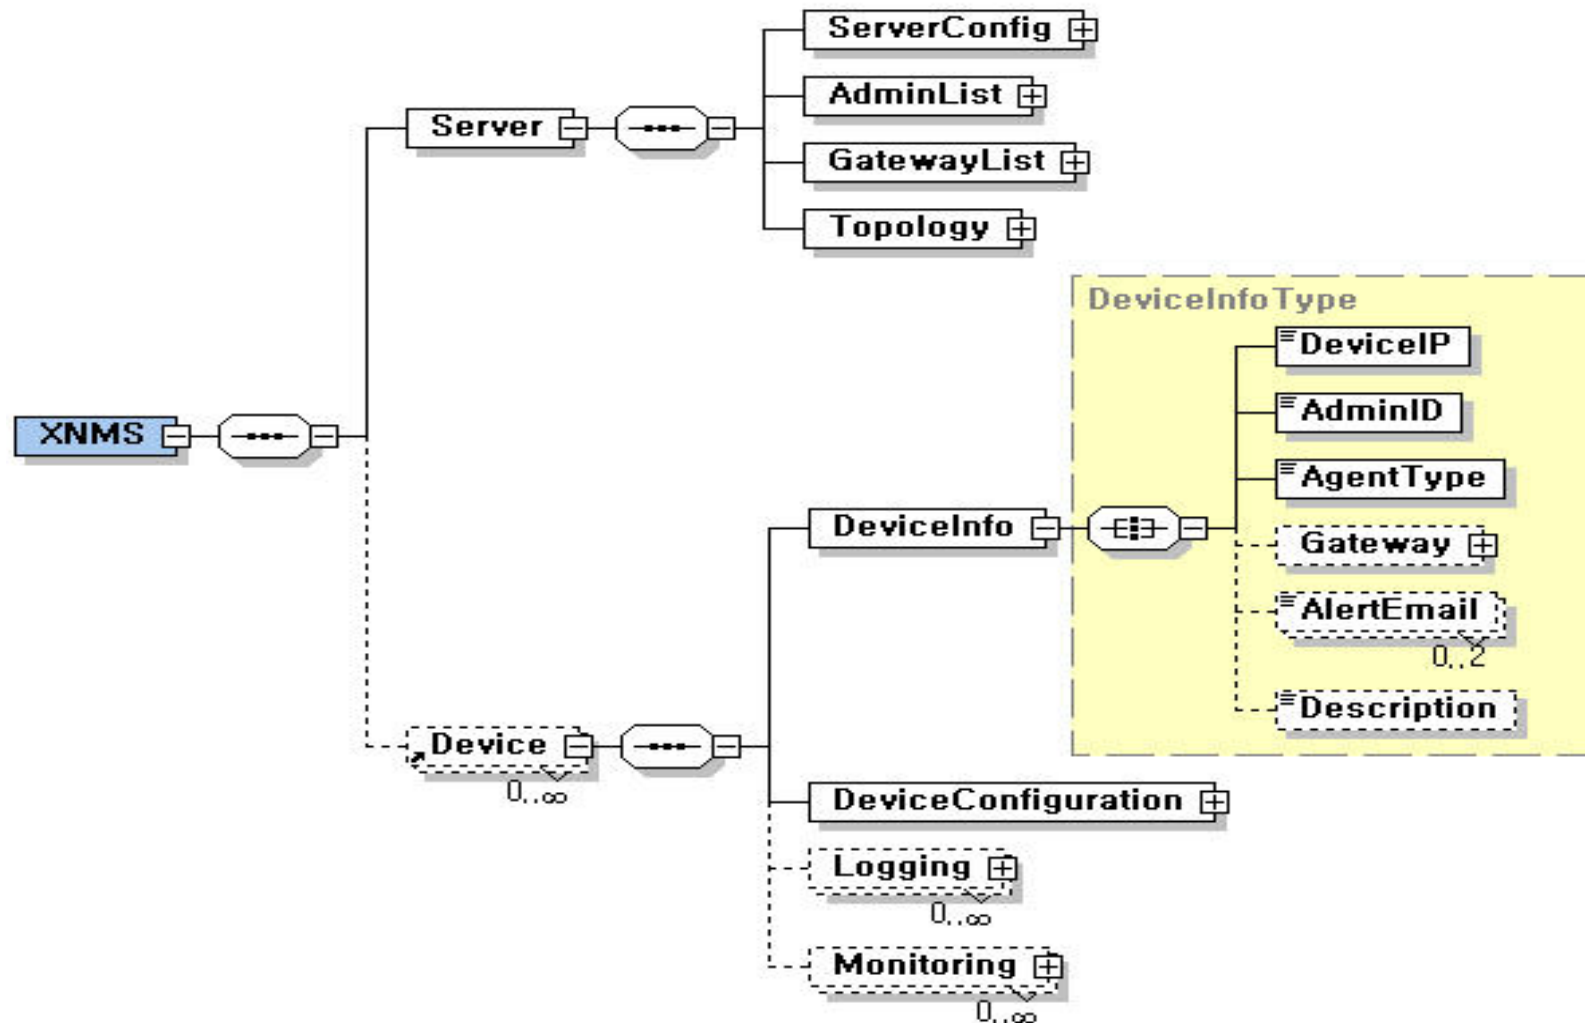 ServerConfig
AdminList
Server
GatewayList
Topology
DeviceInfoType
DeviceIP
AdminID
XNMS
AgentType
DeviceInfo
Gateway
AlertEmail
0..2
Description
Device
0..∞
DeviceConfiguration
Logging
0..∞
Monitoring
0..∞